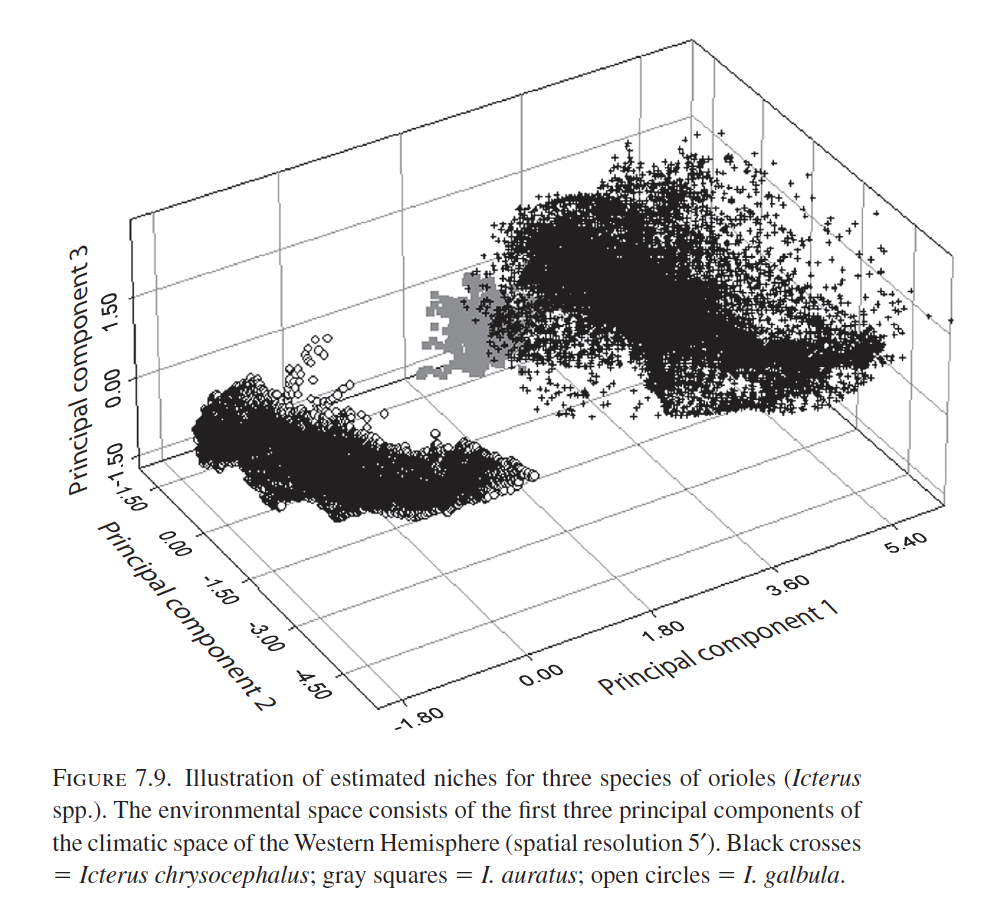 Principal component 3
1.50
0.00
-1.50
-1.50
0.00
-1.50
-3.00
-4.50
Principal component 2
-1.80
0.00
1.80
3.60
5.40
Principal component 1
FIGURE 7.9. Illustration of estimated niches for three species of orioles (Icterus
spp.). The environmental space consists of the first three principal components of
the climatic space of the Western Hemisphere (spatial resolution 5′). Black crosses
= Icterus chrysocephalus; gray squares = I. auratus; open circles = I. galbula.